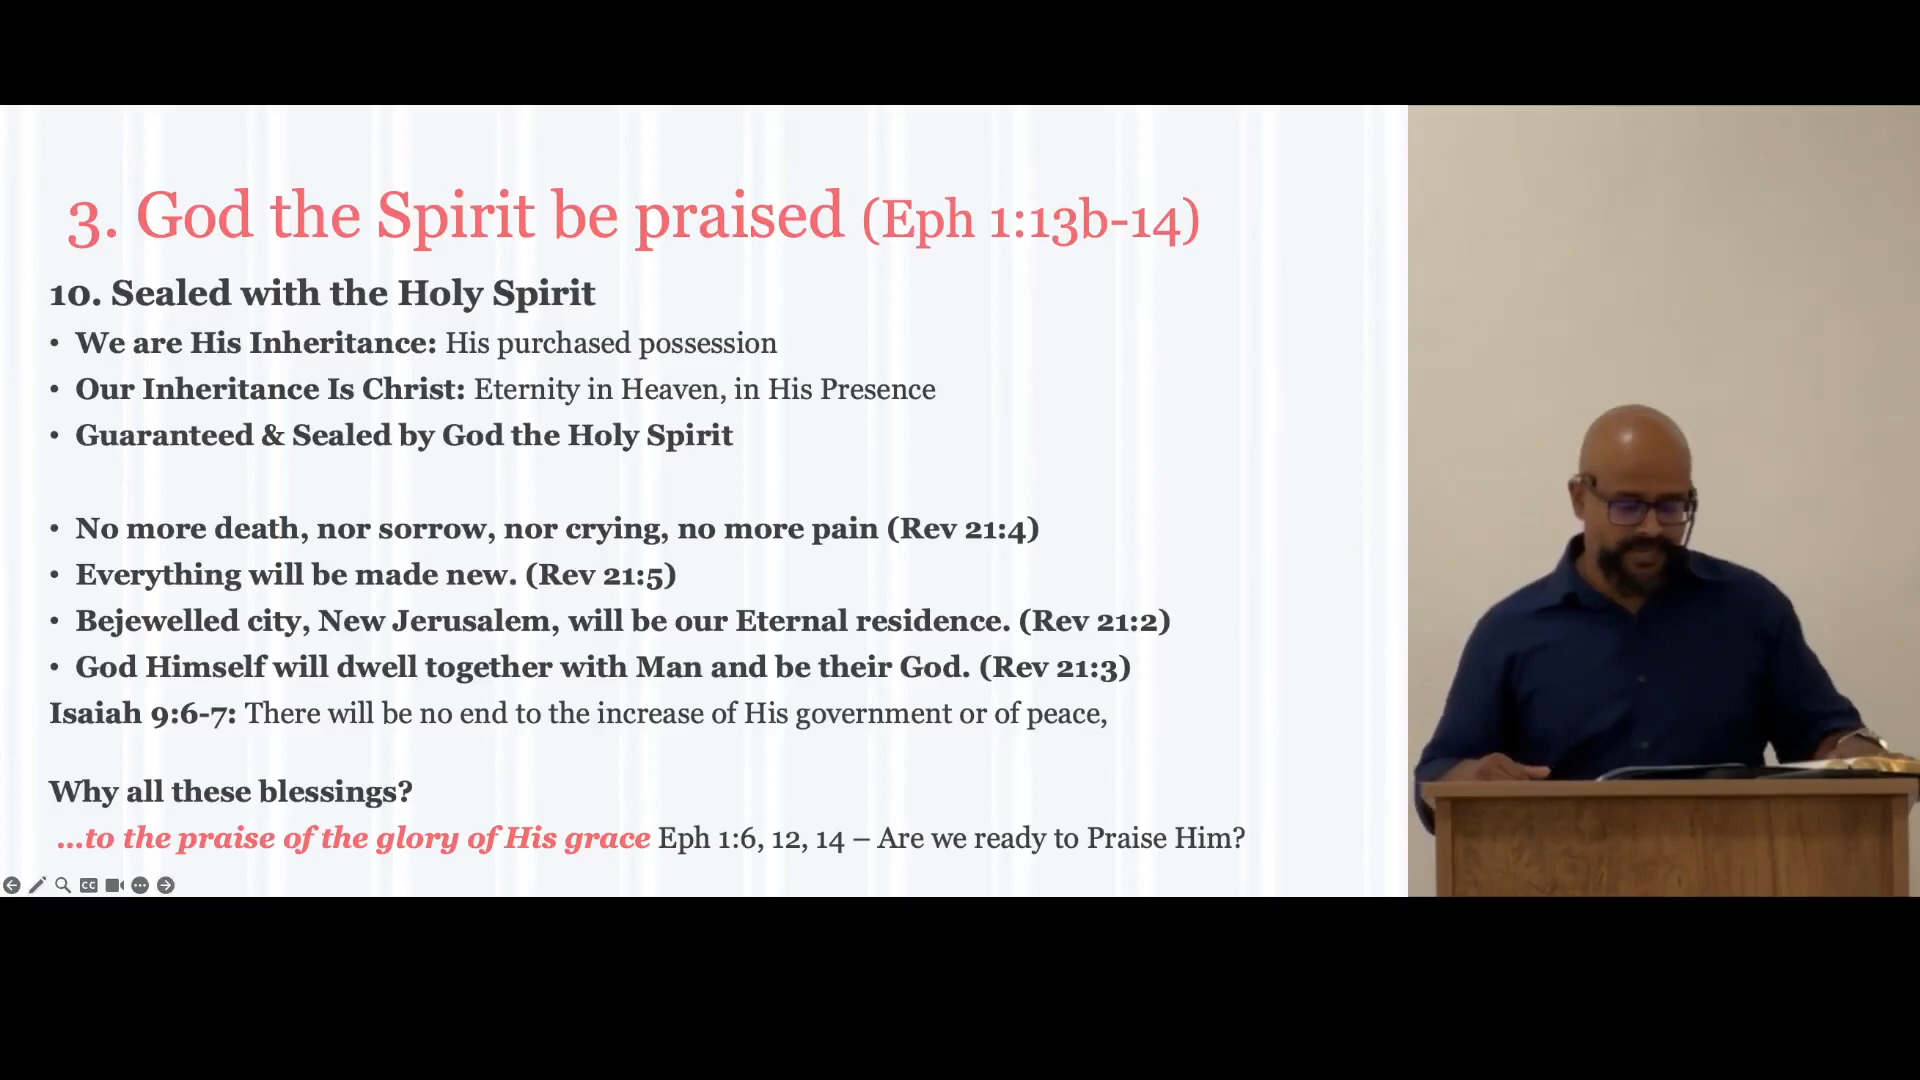 3. God the Spirit be praised (Eph 1:13b-14)
10. Sealed with the Holy Spirit
• We are His Inheritance: His purchased possession
• Our Inheritance Is Christ: Eternity in Heaven, in His Presence
• Guaranteed & Sealed by God the Holy Spirit
• No more death, nor sorrow, nor crying, no more pain (Rev 21:4)
• Everything will be made new. (Rev 21:5)
• Bejewelled city, New Jerusalem, will be our Eternal residence. (Rev 21:2)
• God Himself will dwell together with Man and be their God. (Rev 21:3)
Isaiah 9:6-7: There will be no end to the increase of His government or of peace,
Why all these blessings?
...to the praise of the glory of His grace Eph 1:6, 12, 14 – Are we ready to Praise Him?
CC